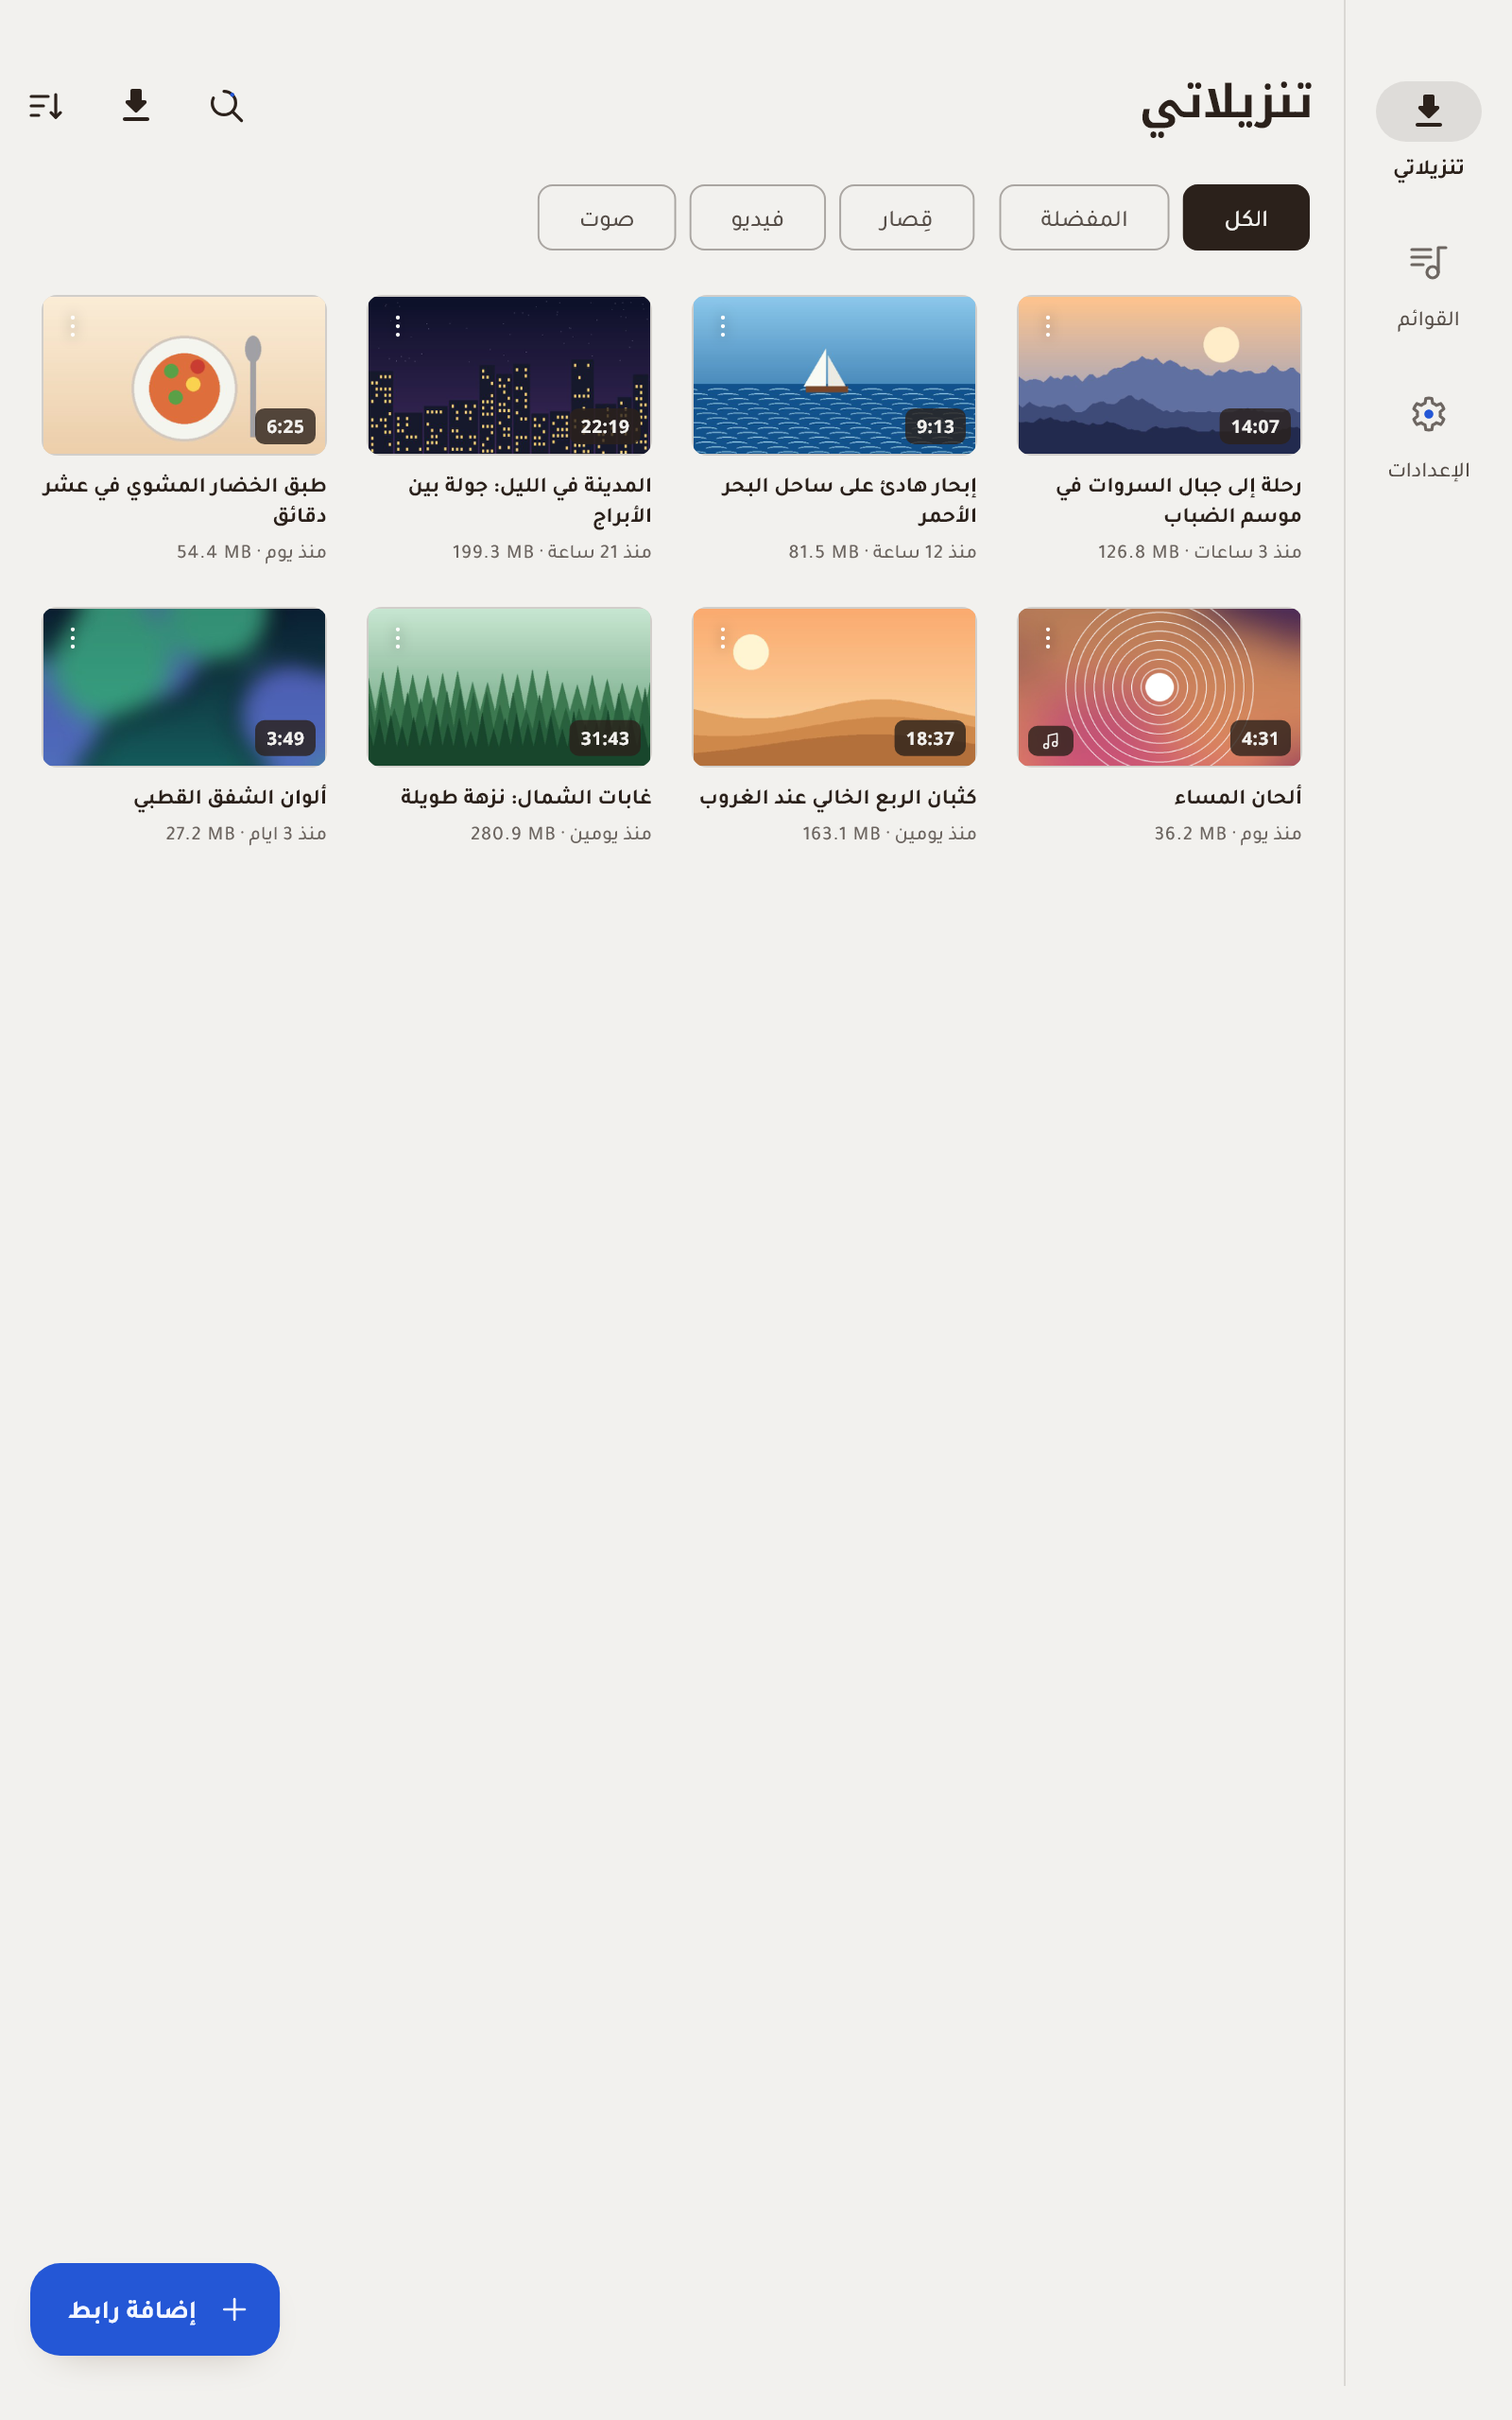 تنزيلاتي
القوائم
الإعدادات
تنزيلاتي
الكل
المفضلة
قِصار
فيديو
صوت
14:07
رحلة إلى جبال السروات في
موسم الضباب
منذ 3 ساعات · 126.8 MB
9:13
إبحار هادئ على ساحل البحر
الأحمر
منذ 12 ساعة · 81.5 MB
22:19
المدينة في الليل: جولة بين
الأبراج
منذ 21 ساعة · 199.3 MB
6:25
طبق الخضار المشوي في عشر
دقائق
منذ يوم · 54.4 MB
4:31
ألحان المساء
منذ يوم · 36.2 MB
18:37
كثبان الربع الخالي عند الغروب
منذ يومين · 163.1 MB
31:43
غابات الشمال: نزهة طويلة
منذ يومين · 280.9 MB
3:49
ألوان الشفق القطبي
منذ 3 ايام · 27.2 MB
إضافة رابط